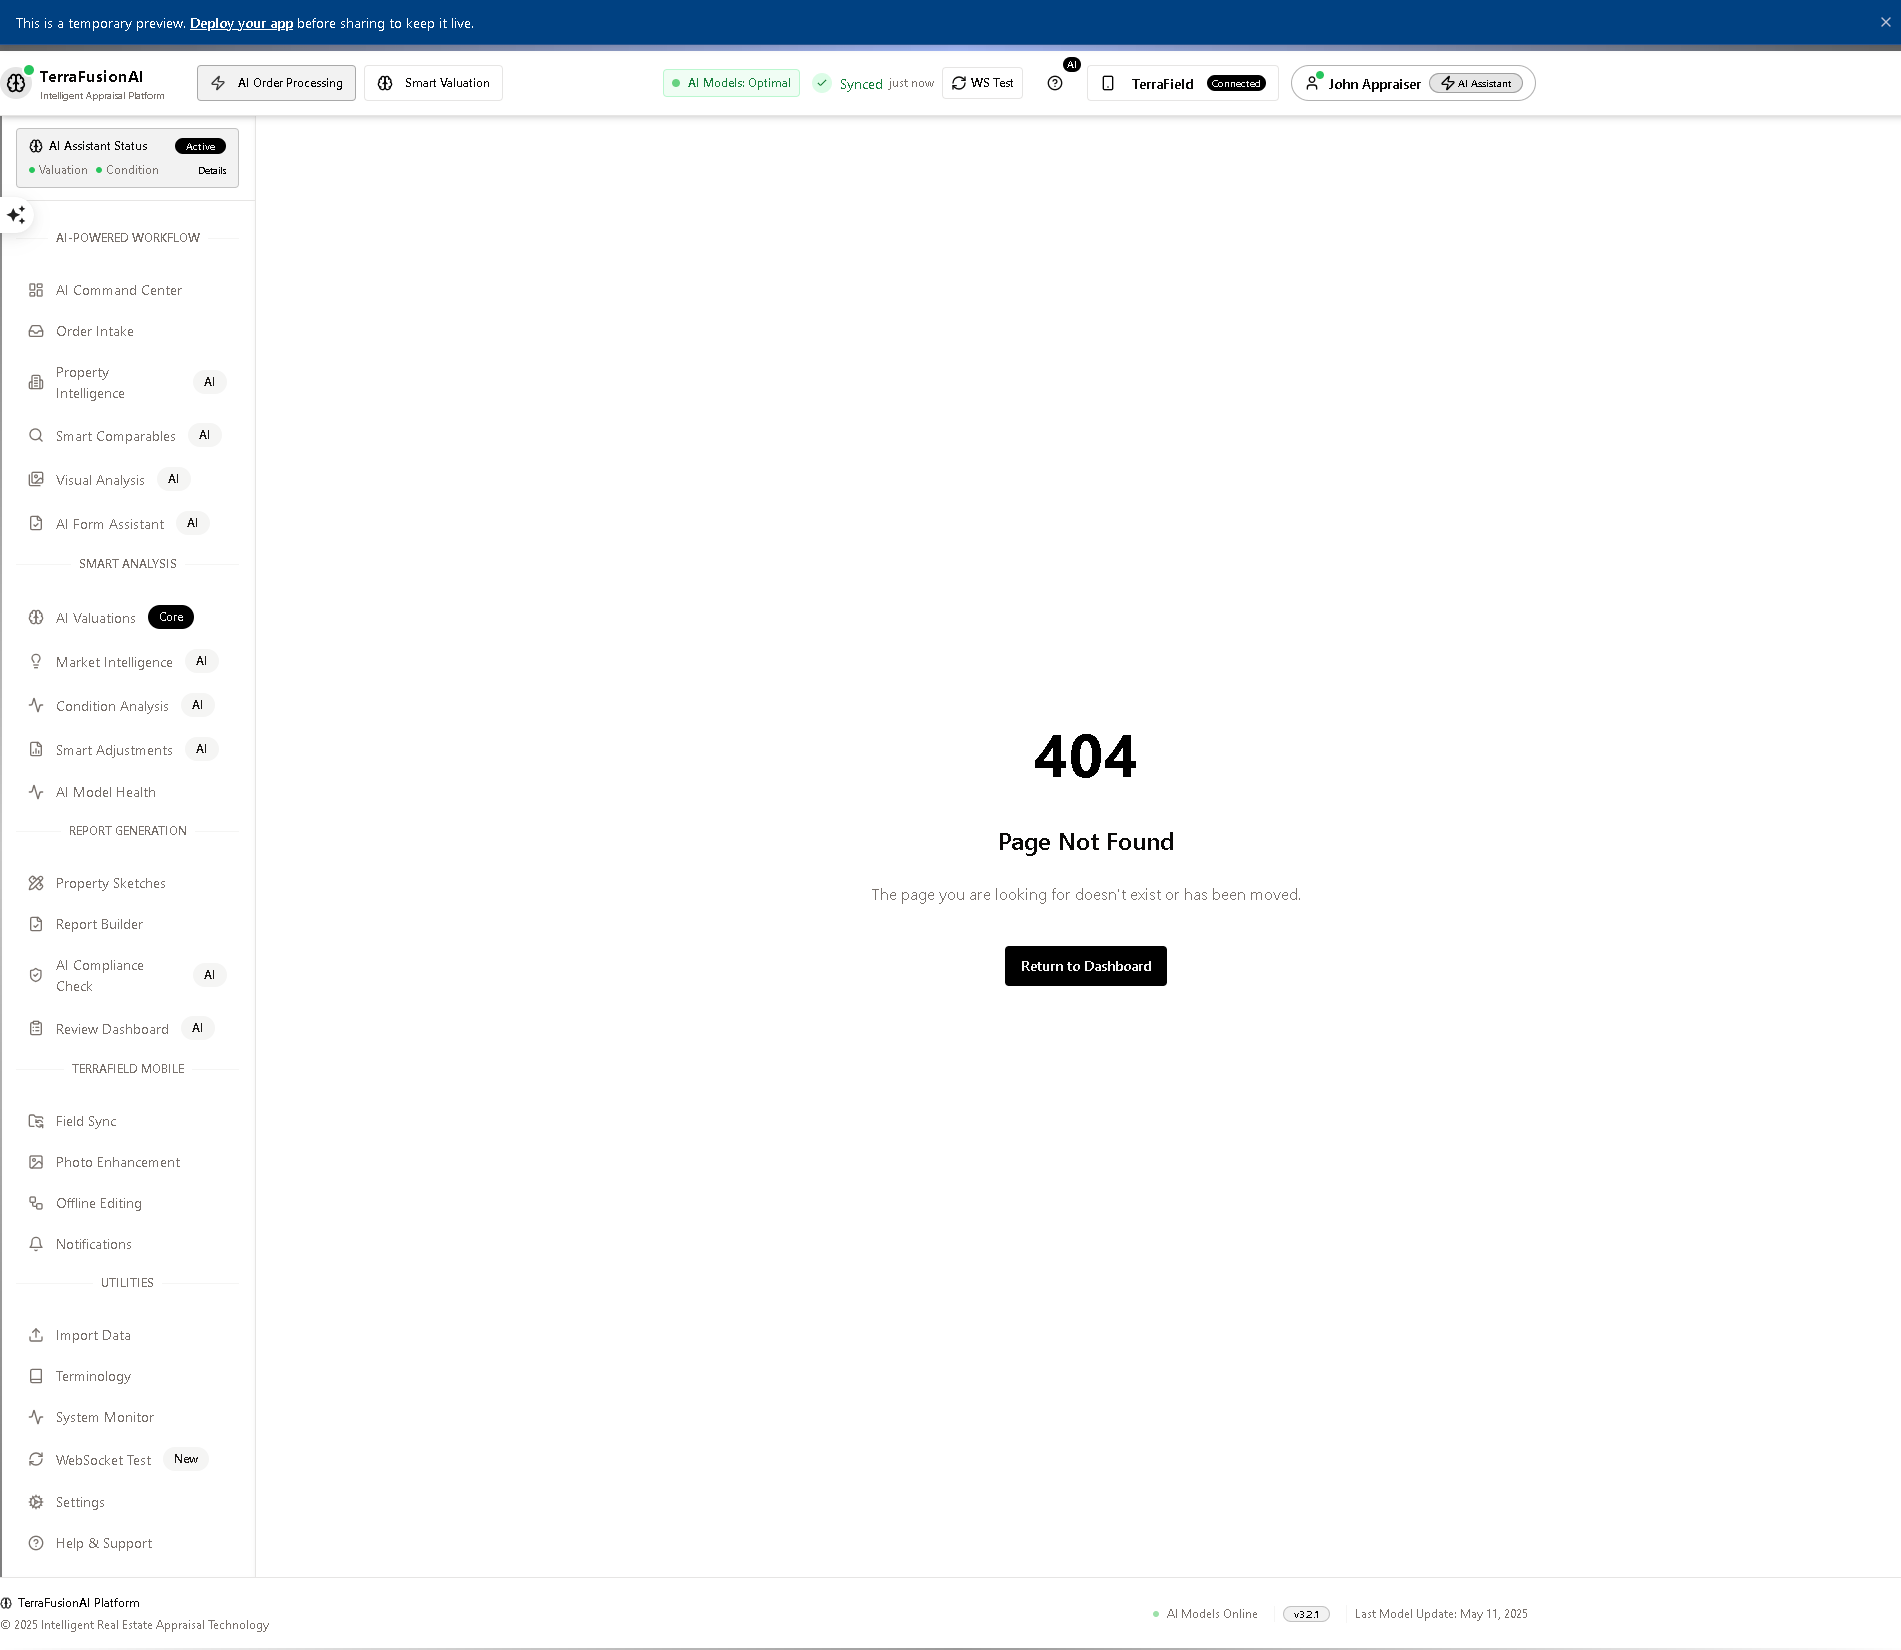 This is a temporary preview. Deploy your app before sharing to keep it live.
TerraFusionAI
Intelligent Appraisal Platform
AI Order Processing
Smart Valuation
AI Models: Optimal
Synced just now
WS Test
AI
TerraField Connected
John Appraiser AI Assistant
AI Assistant Status Active
Valuation Condition Details
AI-POWERED WORKFLOW
AI Command Center
Order Intake
Property
Intelligence
AI
Smart Comparables AI
Visual Analysis AI
AI Form Assistant AI
SMART ANALYSIS
AI Valuations Core
Market Intelligence AI
Condition Analysis AI
Smart Adjustments AI
AI Model Health
REPORT GENERATION
Property Sketches
Report Builder
AI Compliance
Check
AI
Review Dashboard AI
TERRAFIELD MOBILE
Field Sync
Photo Enhancement
Offline Editing
Notifications
UTILITIES
Import Data
Terminology
System Monitor
WebSocket Test New
Settings
Help & Support
404
Page Not Found
The page you are looking for doesn't exist or has been moved.
Return to Dashboard
TerraFusionAI Platform
© 2025 Intelligent Real Estate Appraisal Technology
AI Models Online
v3.2.1
Last Model Update: May 11, 2025